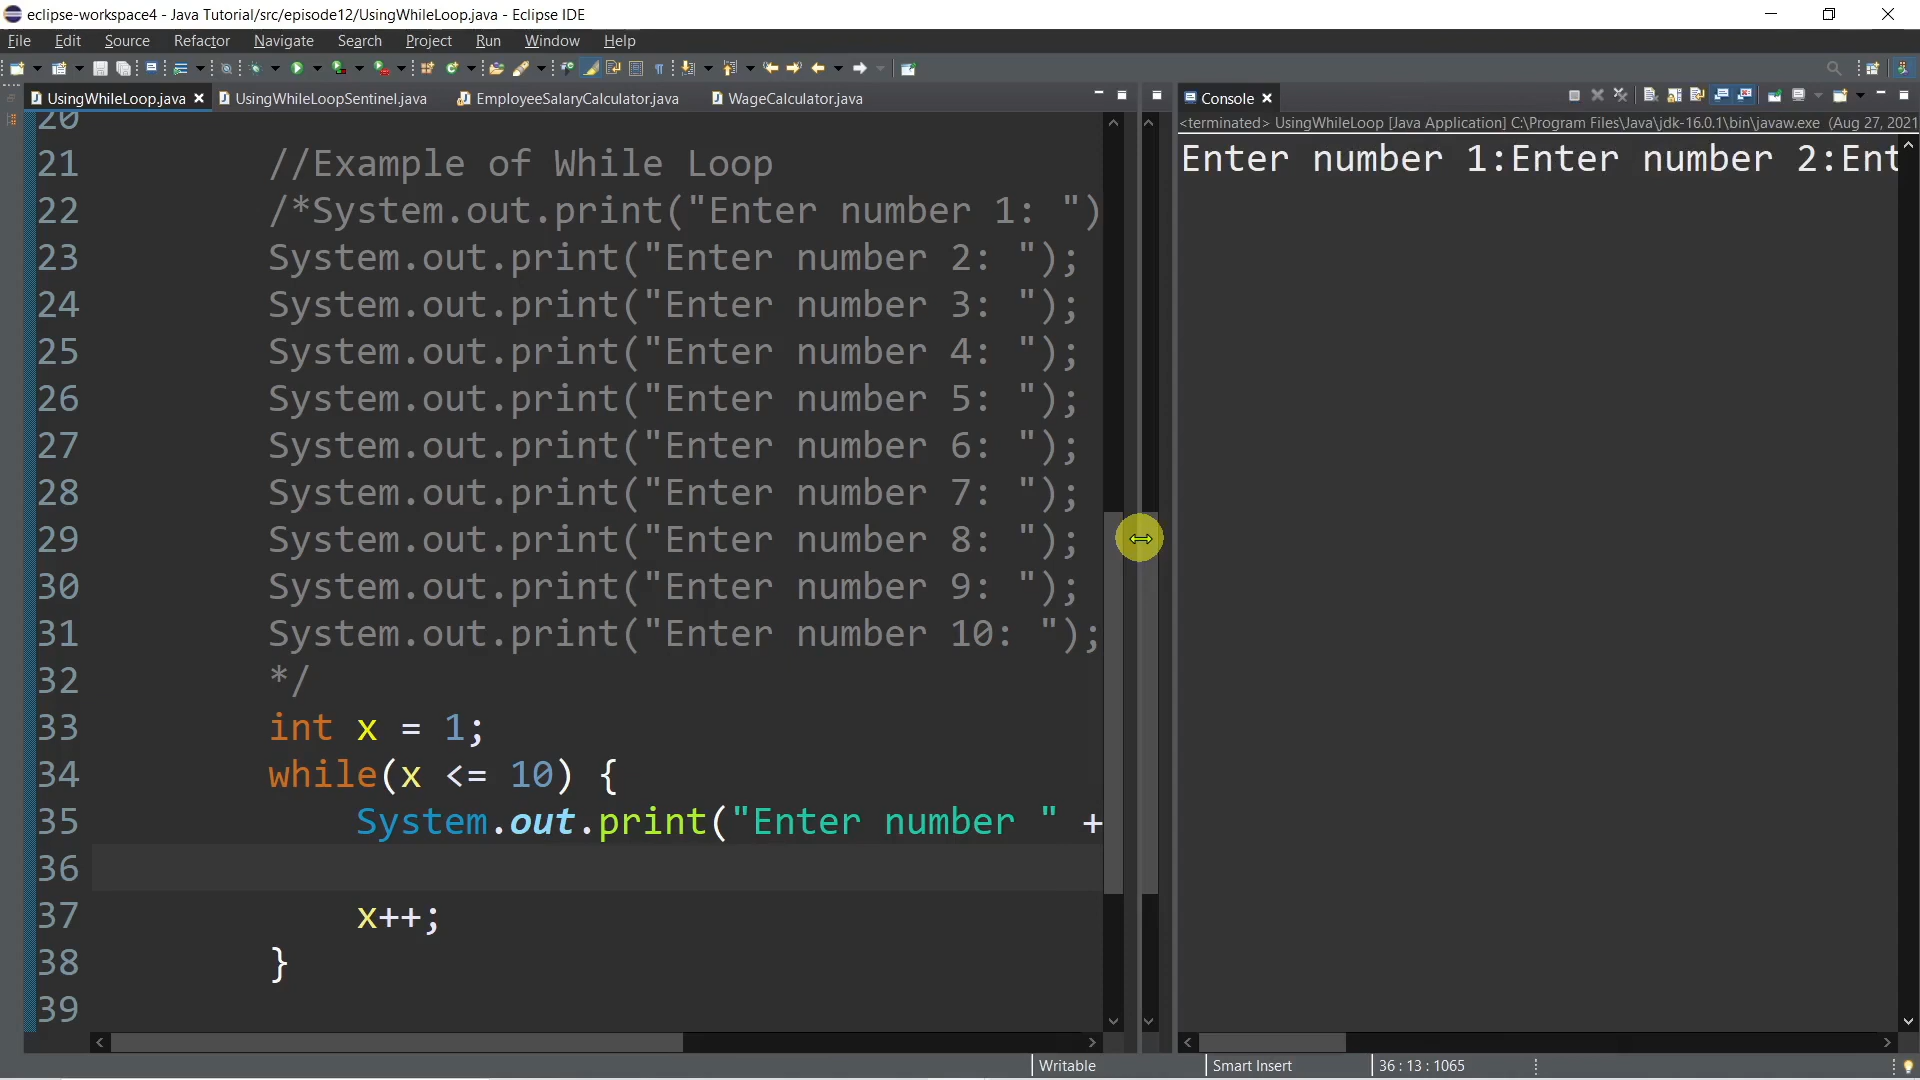 eclipse-workspace4 - Java Tutorial/src/episode12/UsingWhileLoop.java - Eclipse IDE
File Edit Source Refactor Navigate Search Project Run Window Help
UsingWhileLoop.java UsingWhileLoopSentinel.java EmployeeSalaryCalculator.java WageCalculator.java
Console
<terminated> UsingWhileLoop [Java Application] C:\Program Files\Java\jdk-16.0.1\bin\javaw.exe (Aug 27, 2021
Enter number 1:Enter number 2:Ent
20
21 //Example of While Loop
22 /*System.out.print("Enter number 1: ")
23 System.out.print("Enter number 2: ");
24 System.out.print("Enter number 3: ");
25 System.out.print("Enter number 4: ");
26 System.out.print("Enter number 5: ");
27 System.out.print("Enter number 6: ");
28 System.out.print("Enter number 7: ");
29 System.out.print("Enter number 8: ");
30 System.out.print("Enter number 9: ");
31 System.out.print("Enter number 10: ");
32 */
33 int x = 1;
34 while(x <= 10) {
35 System.out.print("Enter number " +
36
37 x++;
38 }
39
Writable Smart Insert 36 : 13 : 1065